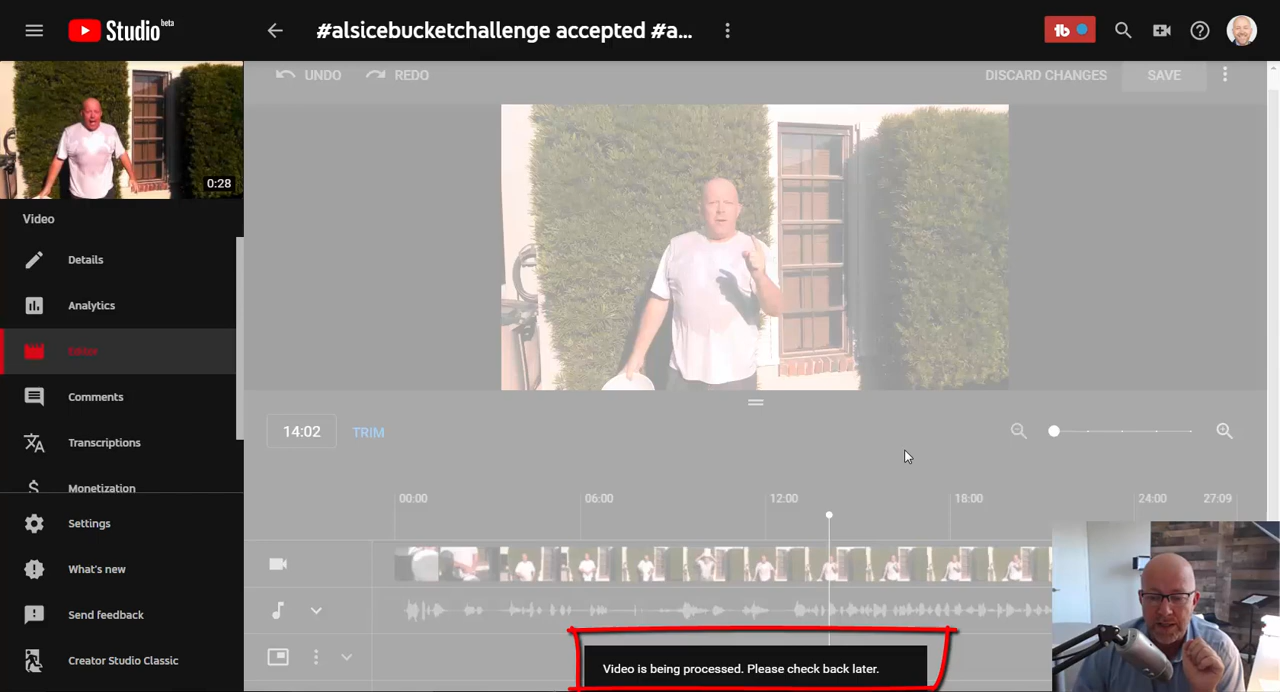 Studio beta
#alsicebucketchallenge accepted #a...
tb
UNDO
REDO
DISCARD CHANGES
SAVE
0:28
Video
Details
Analytics
Editor
Comments
Transcriptions
Monetization
Settings
What's new
Send feedback
Creator Studio Classic
14:02
TRIM
00:00
06:00
12:00
18:00
24:00
27:09
Video is being processed. Please check back later.